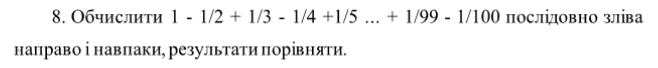 8. Обчислити 1 - 1/2 + 1/3 - 1/4 +1/5 ... + 1/99 - 1/100 послідовно зліва
направо і навпаки, результати порівняти.